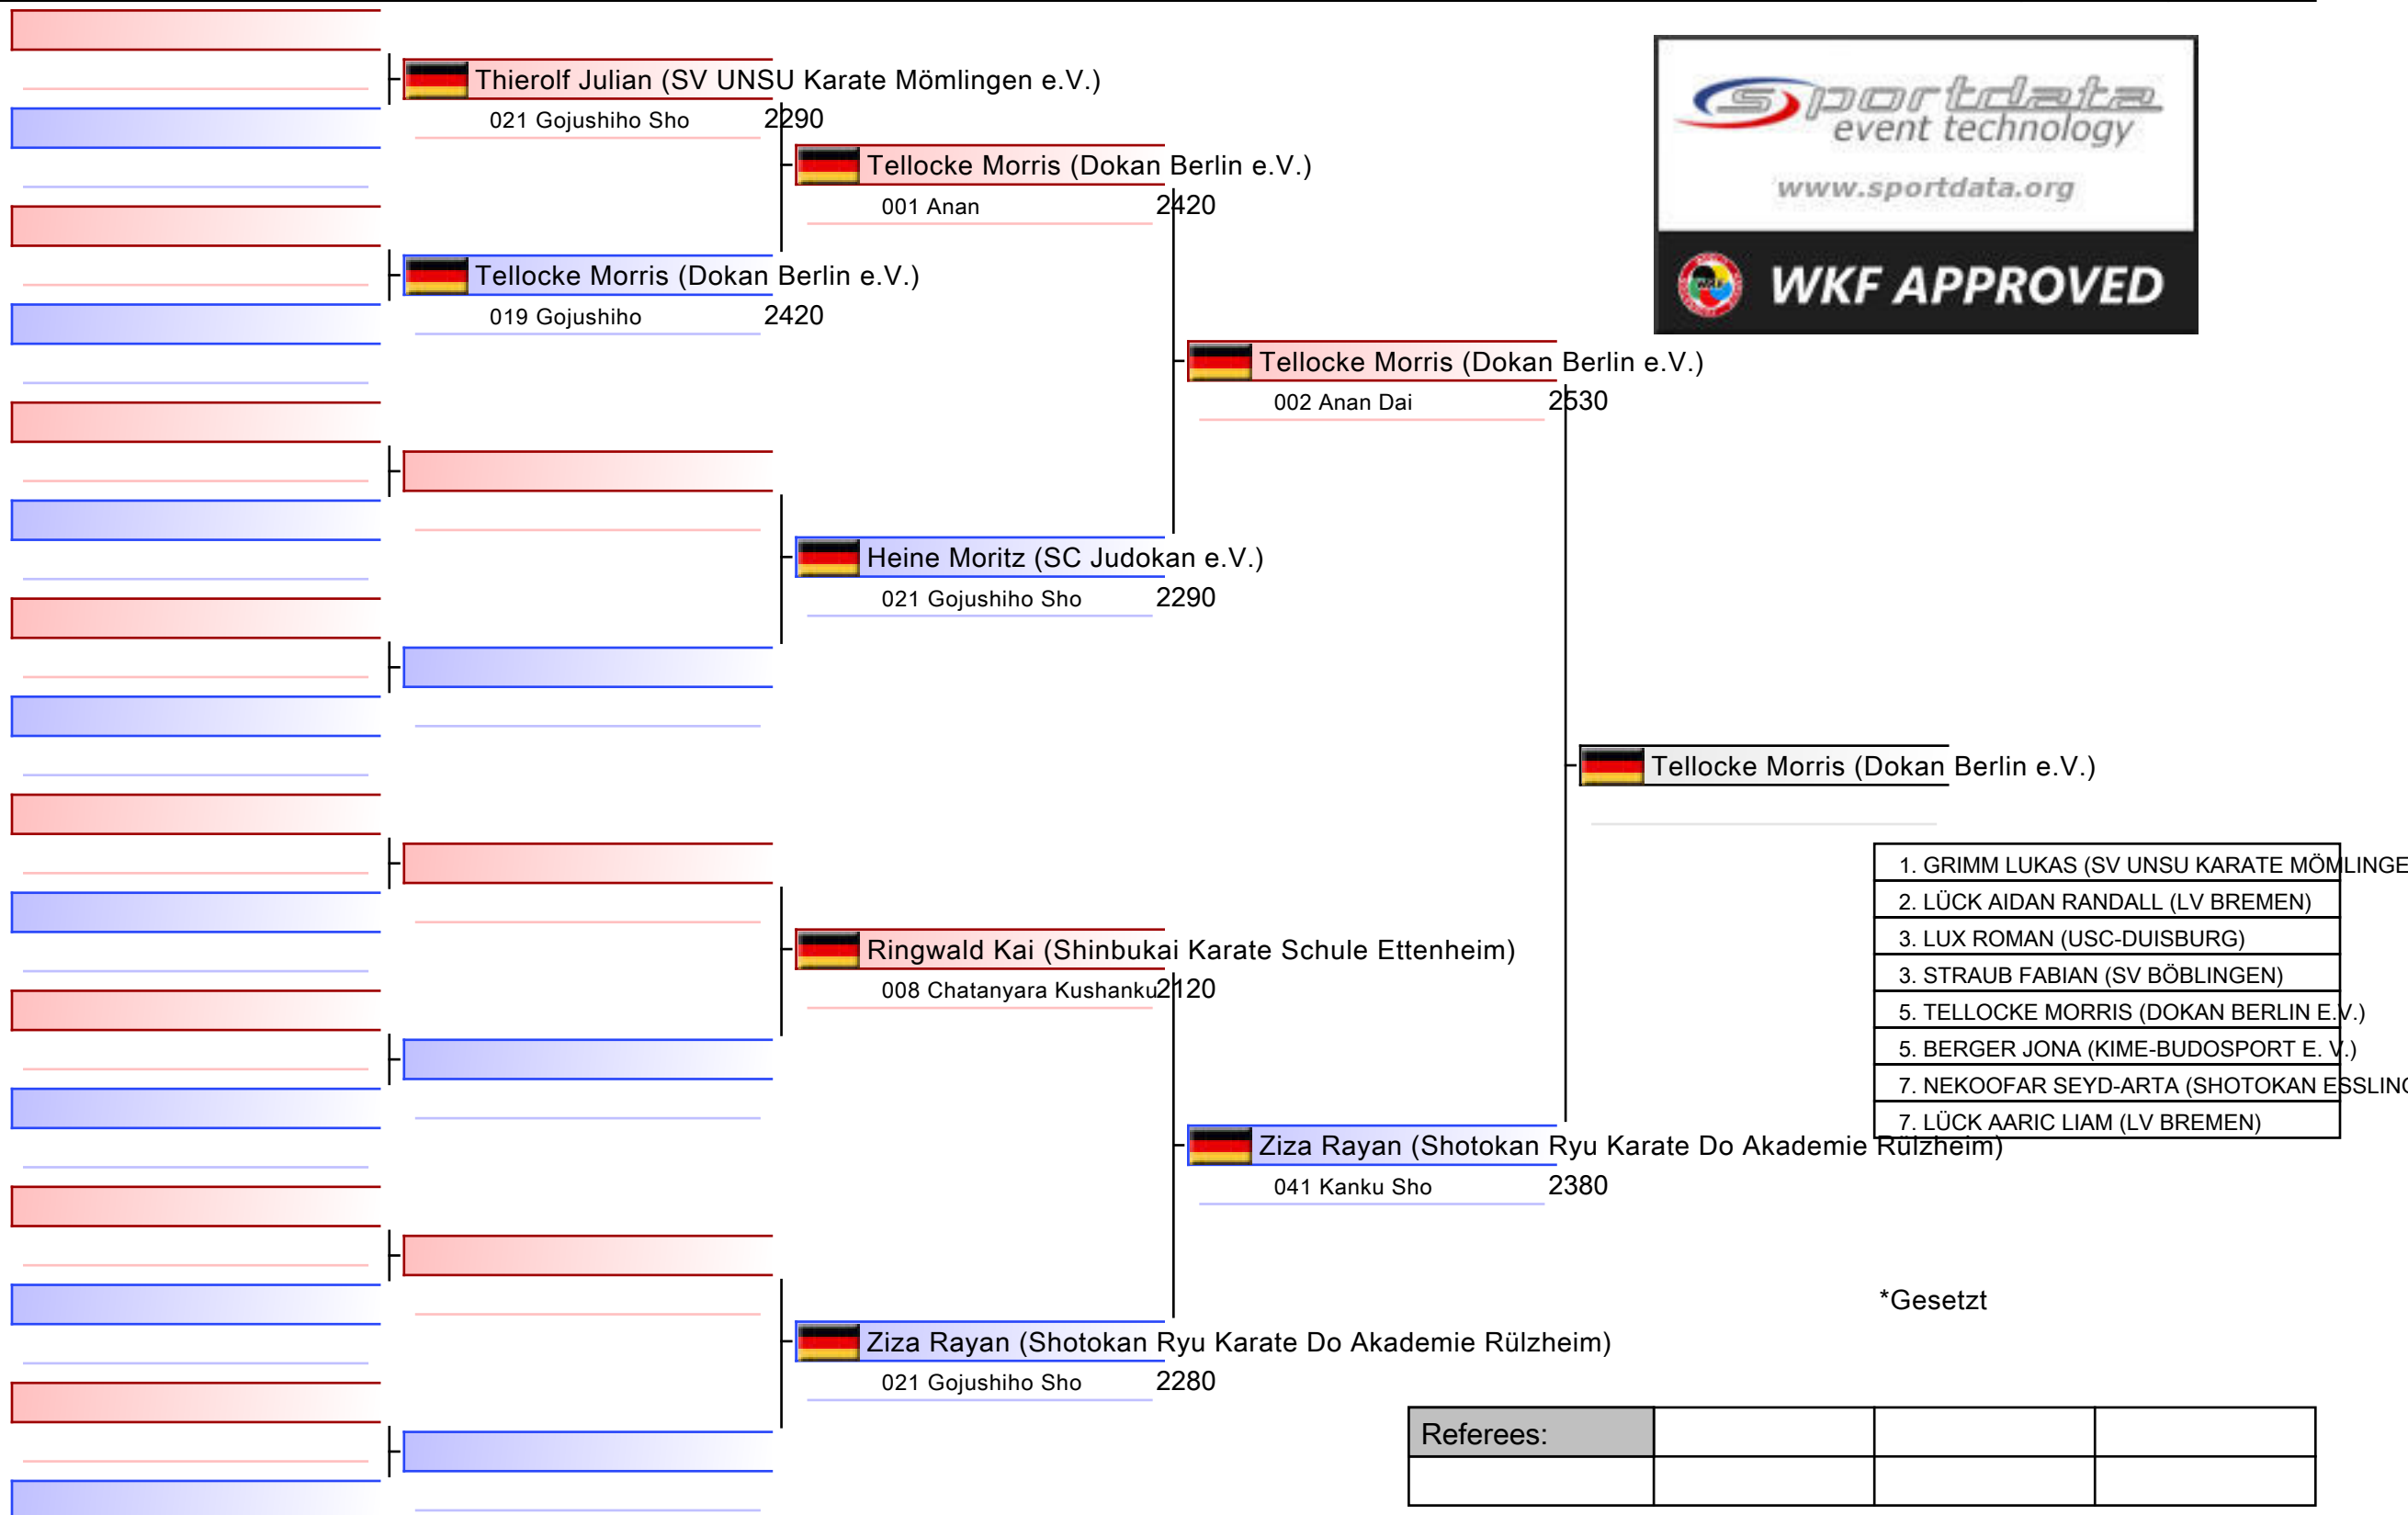 Thierolf Julian (SV UNSU Karate Mömlingen e.V.)
021 Gojushiho Sho 2290
Tellocke Morris (Dokan Berlin e.V.)
001 Anan 2420
Tellocke Morris (Dokan Berlin e.V.)
019 Gojushiho 2420
Tellocke Morris (Dokan Berlin e.V.)
002 Anan Dai 2530
Heine Moritz (SC Judokan e.V.)
021 Gojushiho Sho 2290
Tellocke Morris (Dokan Berlin e.V.)
Ringwald Kai (Shinbukai Karate Schule Ettenheim)
008 Chatanyara Kushanku 2120
Ziza Rayan (Shotokan Ryu Karate Do Akademie Rülzheim)
041 Kanku Sho 2380
Ziza Rayan (Shotokan Ryu Karate Do Akademie Rülzheim)
021 Gojushiho Sho 2280
sportdata
event technology
www.sportdata.org
WKF
WKF APPROVED
1. GRIMM LUKAS (SV UNSU KARATE MÖMLINGE
2. LÜCK AIDAN RANDALL (LV BREMEN)
3. LUX ROMAN (USC-DUISBURG)
3. STRAUB FABIAN (SV BÖBLINGEN)
5. TELLOCKE MORRIS (DOKAN BERLIN E.V.)
5. BERGER JONA (KIME-BUDOSPORT E. V.)
7. NEKOOFAR SEYD-ARTA (SHOTOKAN ESSLING
7. LÜCK AARIC LIAM (LV BREMEN)
*Gesetzt
Referees: